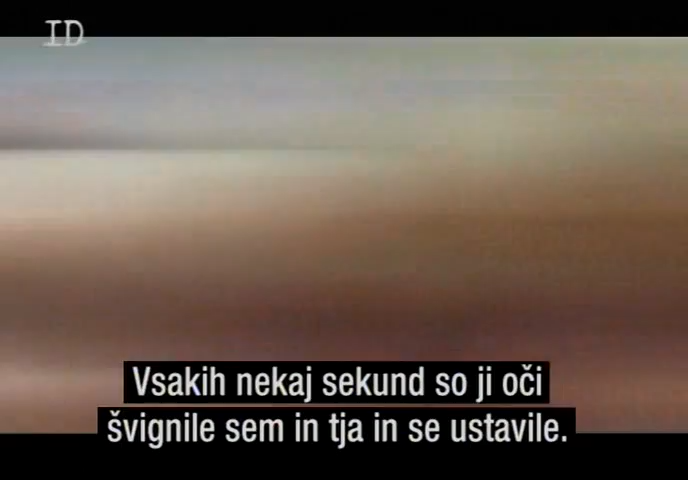 ID
Vsakih nekaj sekund so ji oči
švignile sem in tja in se ustavile.